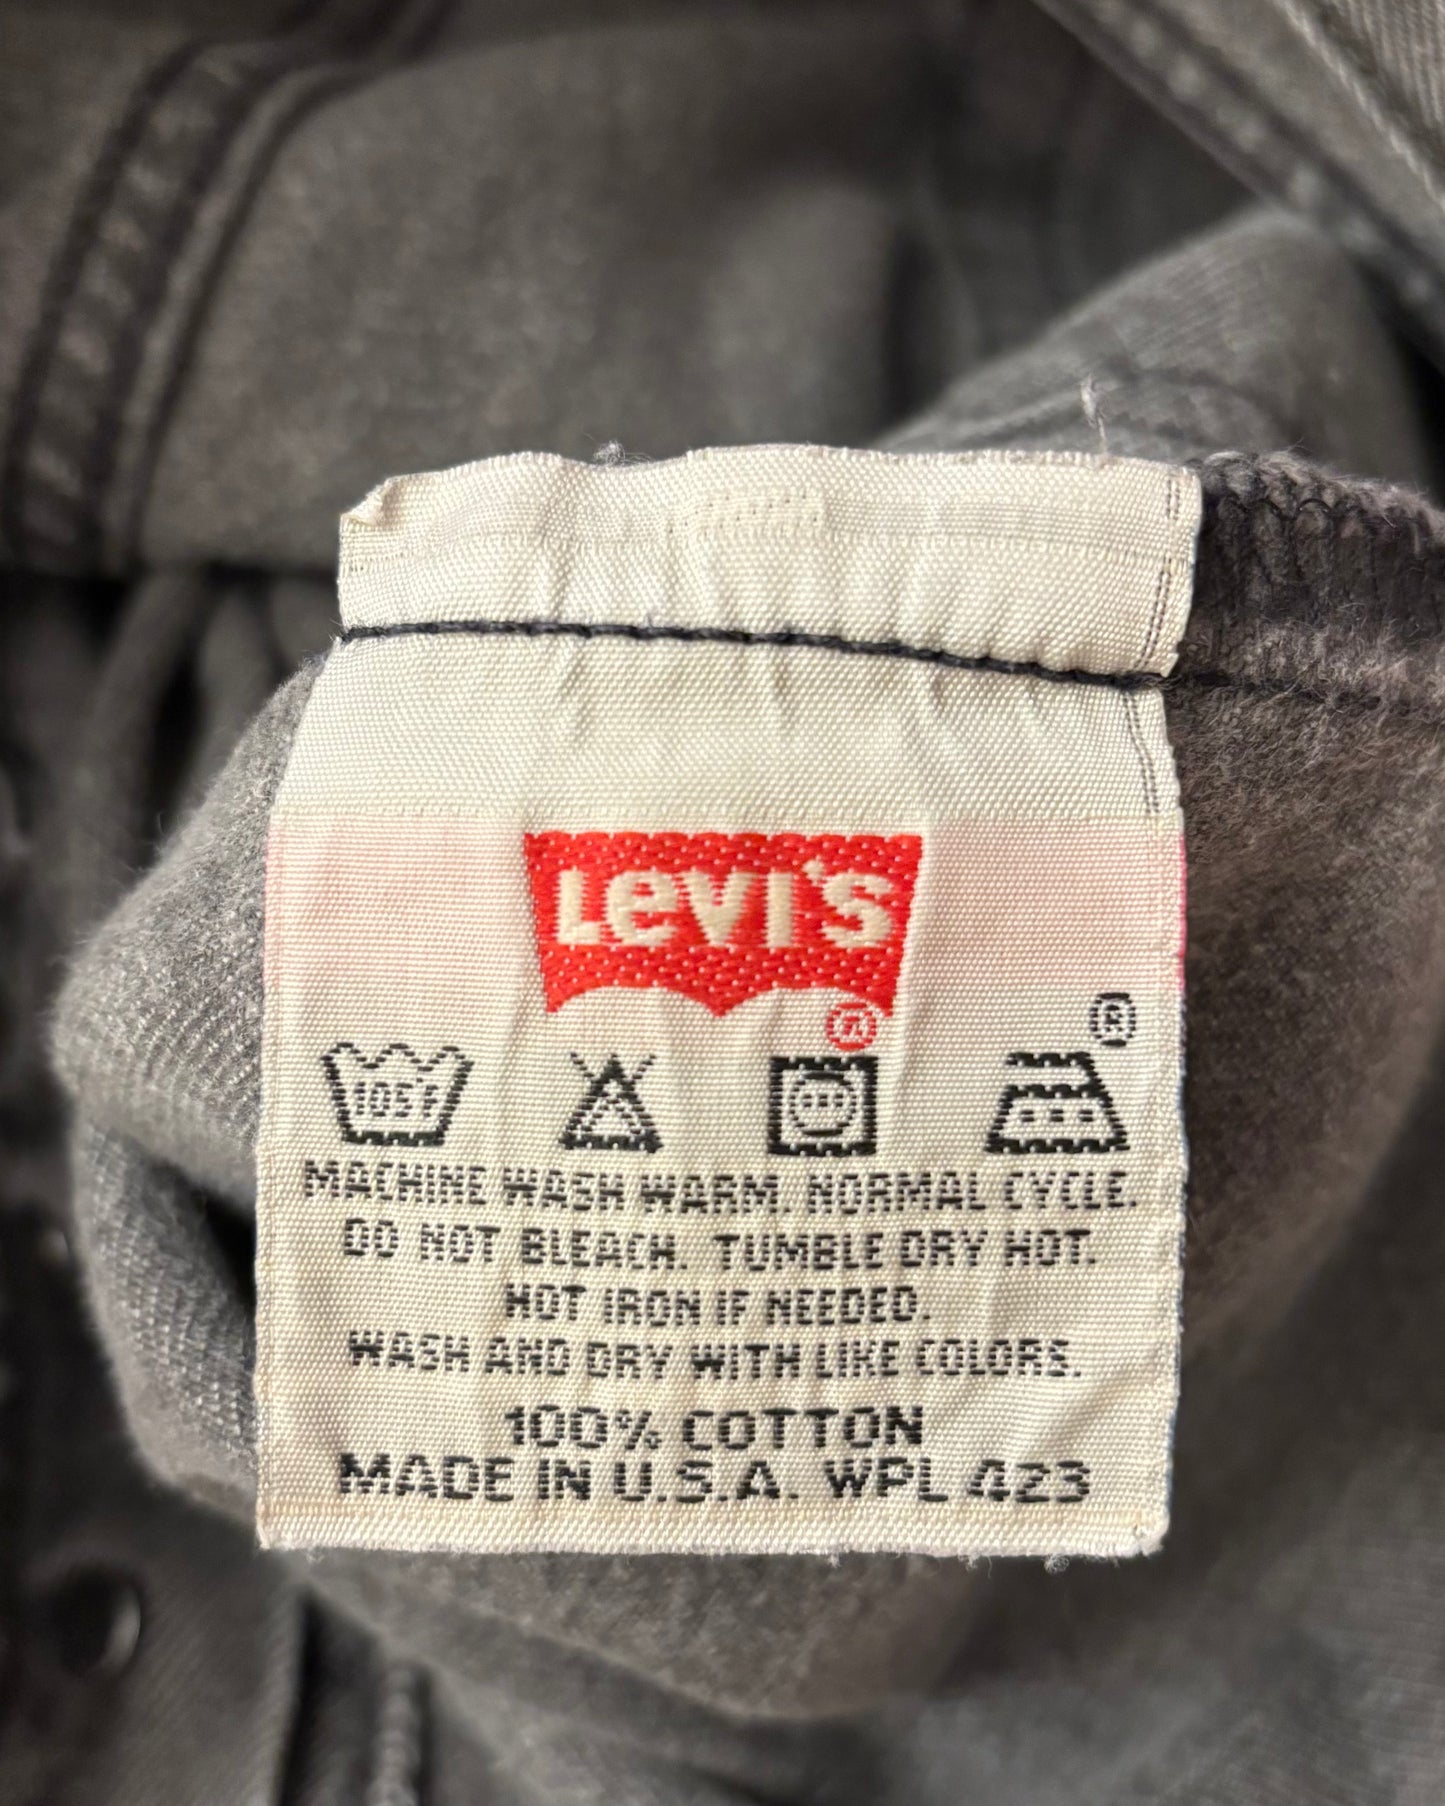 Levi's
®
®
105°F
MACHINE WASH WARM. NORMAL CYCLE.
DO NOT BLEACH. TUMBLE DRY HOT.
HOT IRON IF NEEDED.
WASH AND DRY WITH LIKE COLORS.
100% COTTON
MADE IN U.S.A. WPL 423